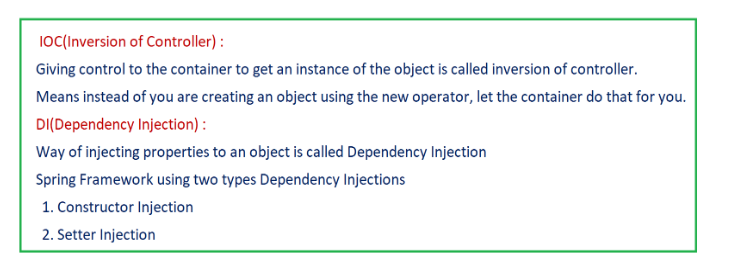 IOC(Inversion of Controller) :
Giving control to the container to get an instance of the object is called inversion of controller.
Means instead of you are creating an object using the new operator, let the container do that for you.
DI(Dependency Injection) :
Way of injecting properties to an object is called Dependency Injection
Spring Framework using two types Dependency Injections
1. Constructor Injection
2. Setter Injection